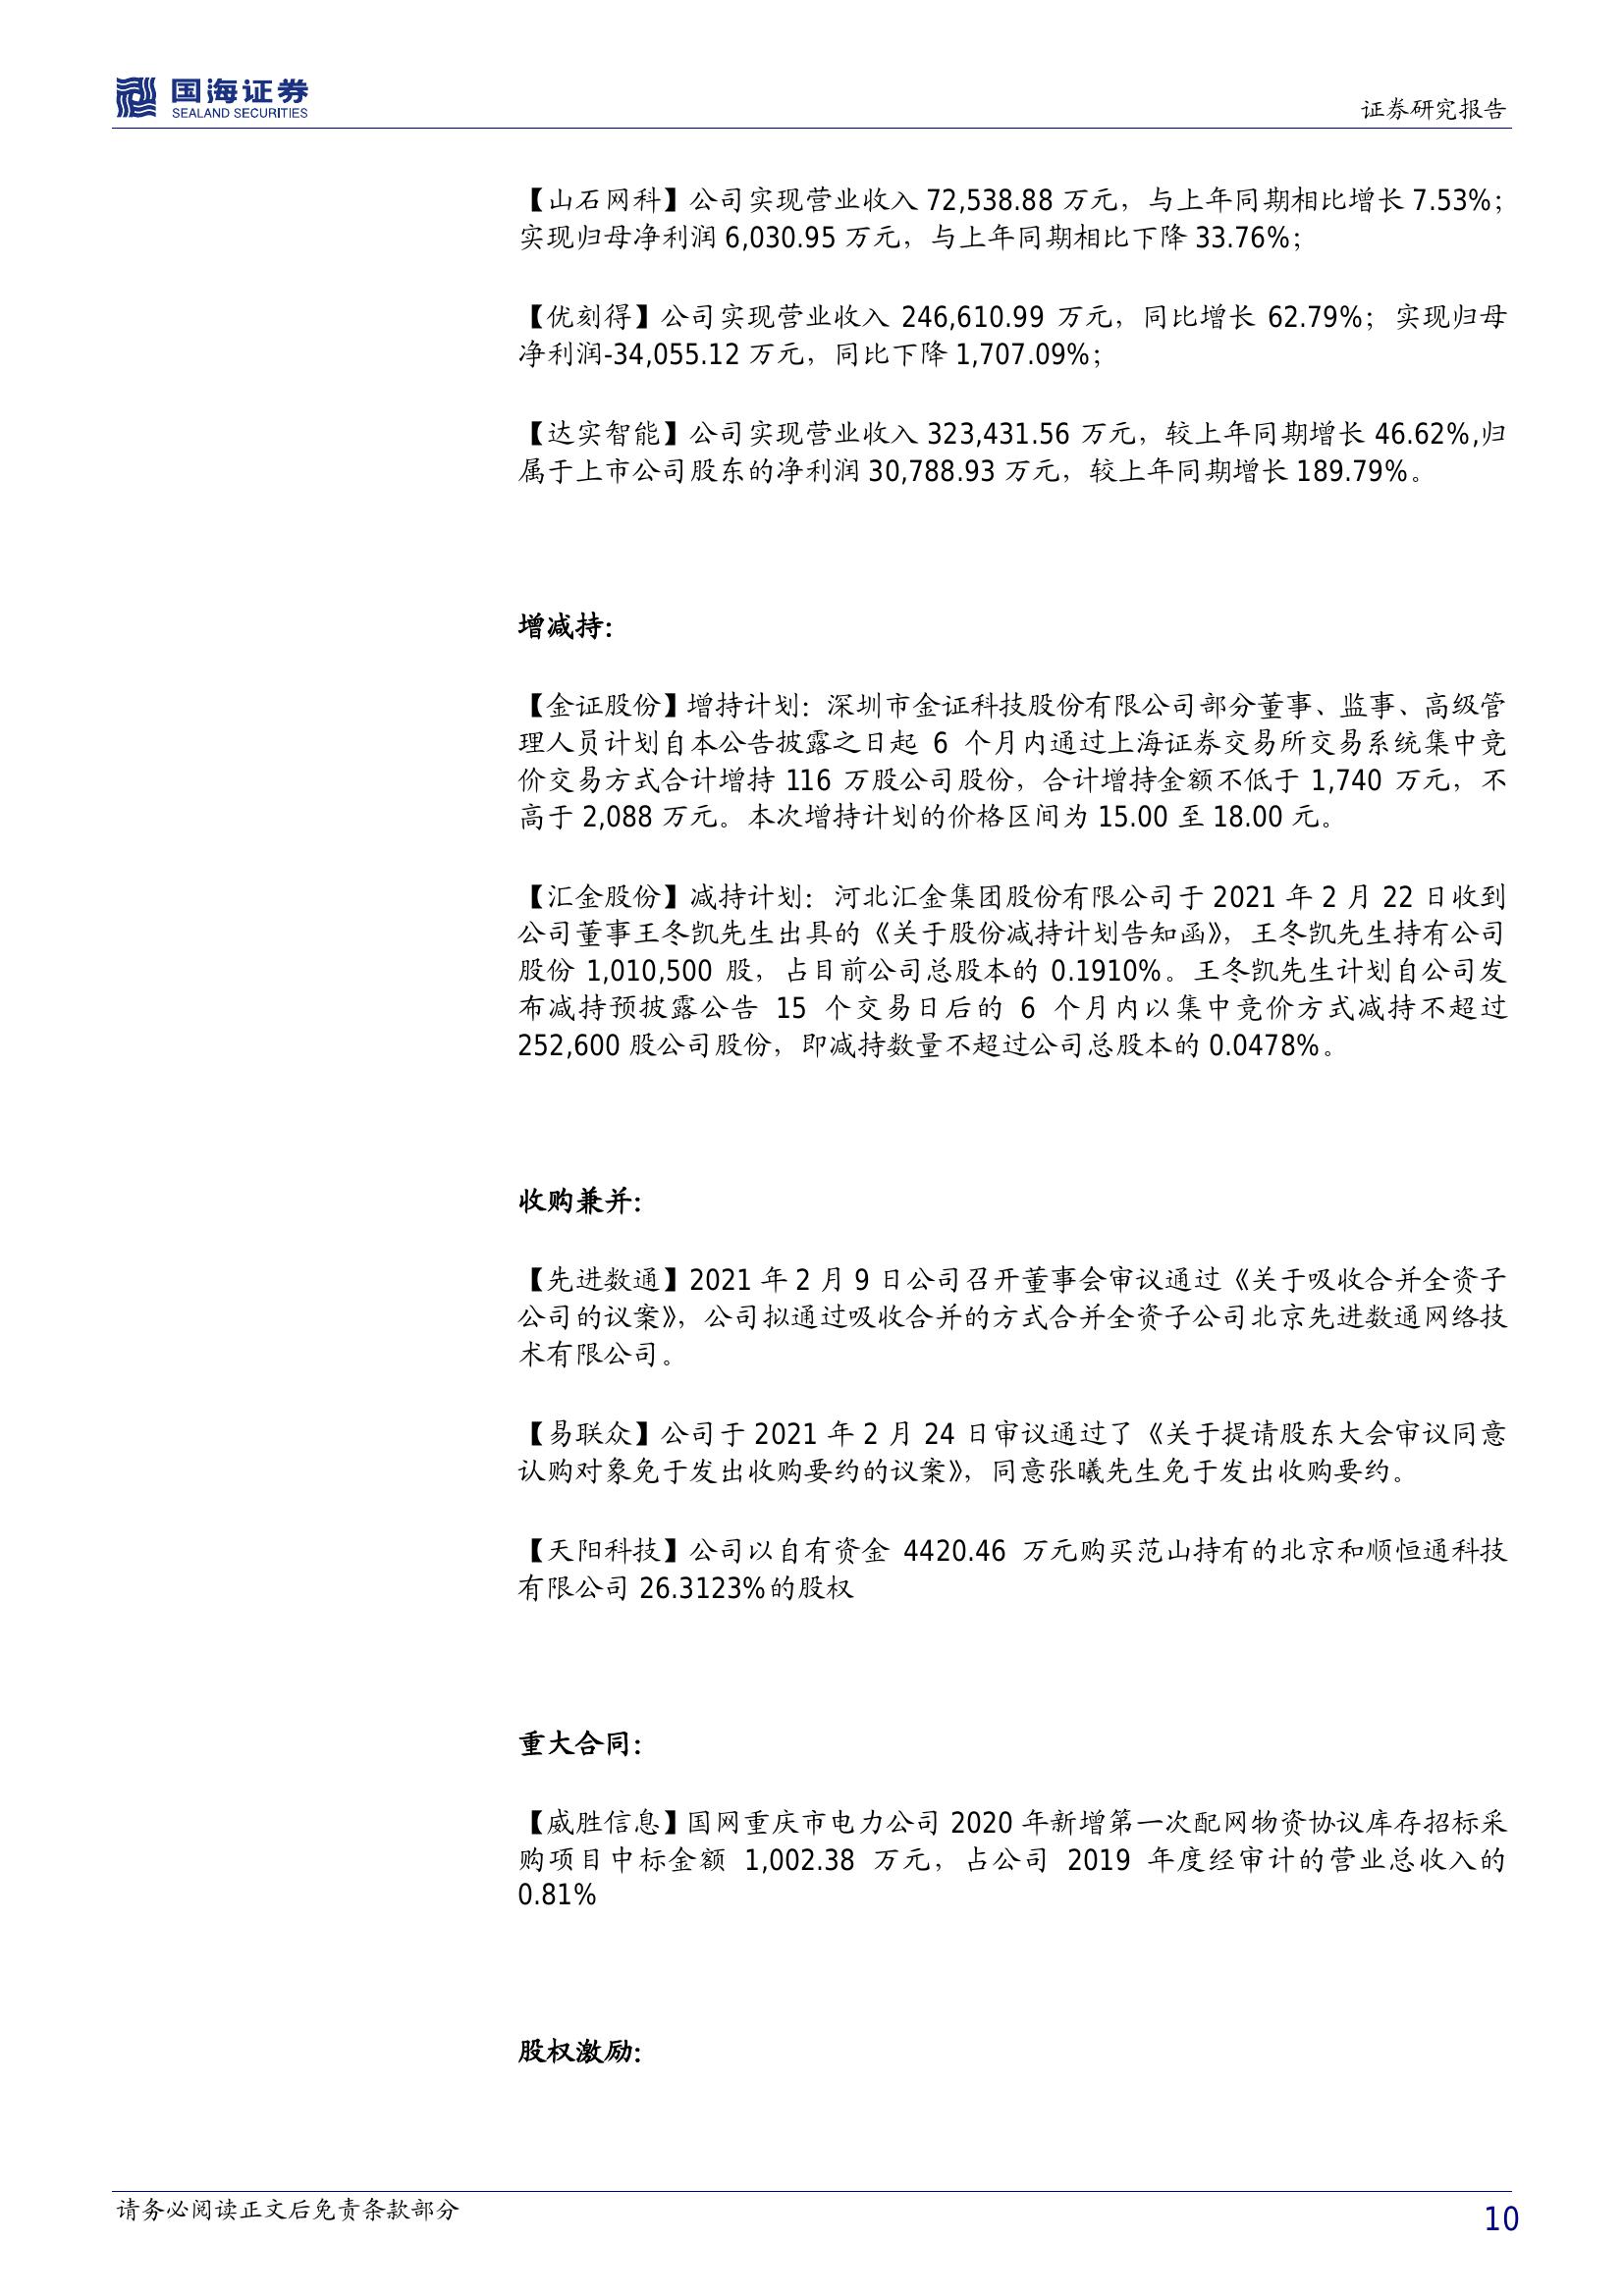 国海证券
SEALAND SECURITIES
证券研究报告
【山石网科】公司实现营业收入 72,538.88 万元，与上年同期相比增长 7.53%；
实现归母净利润 6,030.95 万元，与上年同期相比下降 33.76%；
【优刻得】公司实现营业收入 246,610.99 万元，同比增长 62.79%；实现归母
净利润-34,055.12 万元，同比下降 1,707.09%；
【达实智能】公司实现营业收入 323,431.56 万元，较上年同期增长 46.62%,归
属于上市公司股东的净利润 30,788.93 万元，较上年同期增长 189.79%。
增减持：
【金证股份】增持计划：深圳市金证科技股份有限公司部分董事、监事、高级管
理人员计划自本公告披露之日起 6 个月内通过上海证券交易所交易系统集中竞
价交易方式合计增持 116 万股公司股份，合计增持金额不低于 1,740 万元，不
高于 2,088 万元。本次增持计划的价格区间为 15.00 至 18.00 元。
【汇金股份】减持计划：河北汇金集团股份有限公司于 2021 年 2 月 22 日收到
公司董事王冬凯先生出具的《关于股份减持计划告知函》，王冬凯先生持有公司
股份 1,010,500 股，占目前公司总股本的 0.1910%。王冬凯先生计划自公司发
布减持预披露公告 15 个交易日后的 6 个月内以集中竞价方式减持不超过
252,600 股公司股份，即减持数量不超过公司总股本的 0.0478%。
收购兼并：
【先进数通】2021 年 2 月 9 日公司召开董事会审议通过《关于吸收合并全资子
公司的议案》，公司拟通过吸收合并的方式合并全资子公司北京先进数通网络技
术有限公司。
【易联众】公司于 2021 年 2 月 24 日审议通过了《关于提请股东大会审议同意
认购对象免于发出收购要约的议案》，同意张曦先生免于发出收购要约。
【天阳科技】公司以自有资金 4420.46 万元购买范山持有的北京和顺恒通科技
有限公司 26.3123%的股权
重大合同：
【威胜信息】国网重庆市电力公司 2020 年新增第一次配网物资协议库存招标采
购项目中标金额 1,002.38 万元，占公司 2019 年度经审计的营业总收入的
0.81%
股权激励：
请务必阅读正文后免责条款部分
10